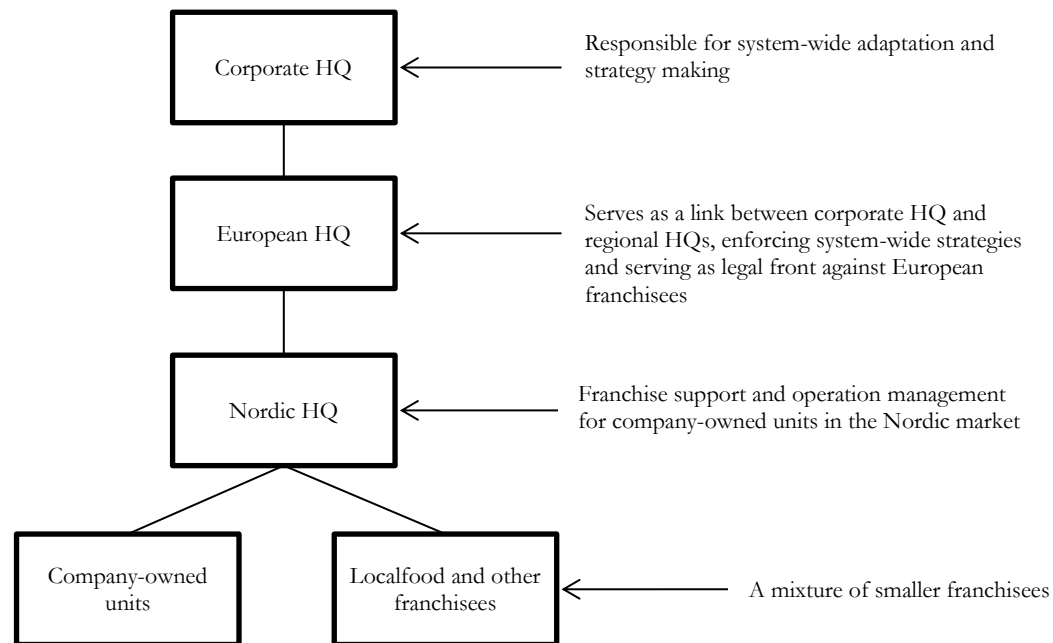 Corporate HQ
Responsible for system-wide adaptation and
strategy making
European HQ
Serves as a link between corporate HQ and
regional HQs, enforcing system-wide strategies
and serving as legal front against European
franchisees
Nordic HQ
Franchise support and operation management
for company-owned units in the Nordic market
Company-owned
units
Localfood and other
franchisees
A mixture of smaller franchisees